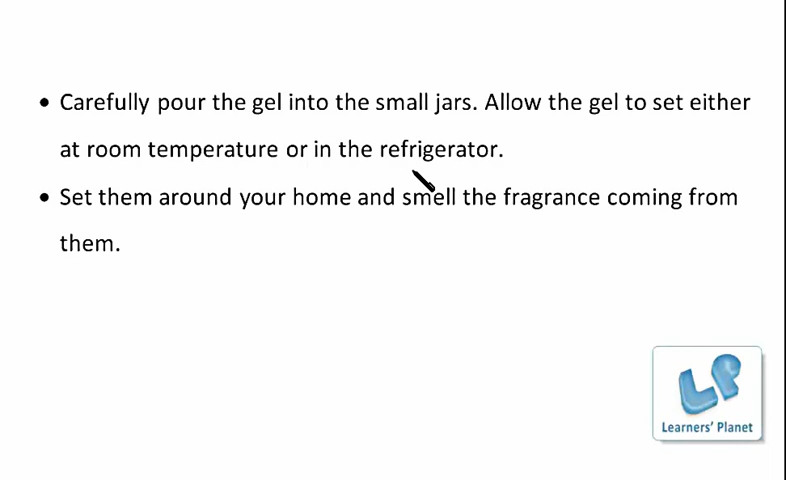 • Carefully pour the gel into the small jars. Allow the gel to set either
at room temperature or in the refrigerator.
• Set them around your home and smell the fragrance coming from
them.
LP
Learners' Planet